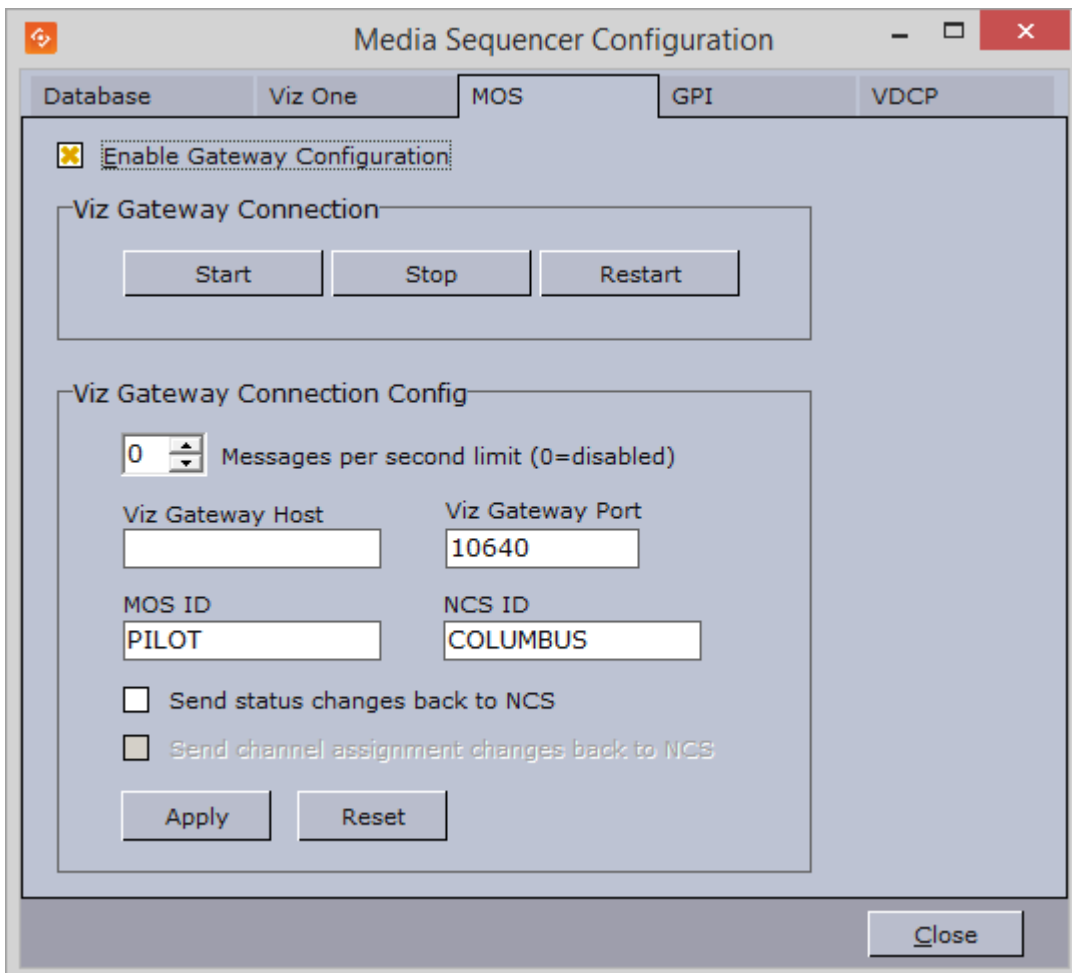 Media Sequencer Configuration
Database Viz One MOS GPI VDCP
Enable Gateway Configuration
Viz Gateway Connection
Start Stop Restart
Viz Gateway Connection Config
0 Messages per second limit (0=disabled)
Viz Gateway Host Viz Gateway Port
10640
MOS ID NCS ID
PILOT COLUMBUS
Send status changes back to NCS
Send channel assignment changes back to NCS
Apply Reset
Close